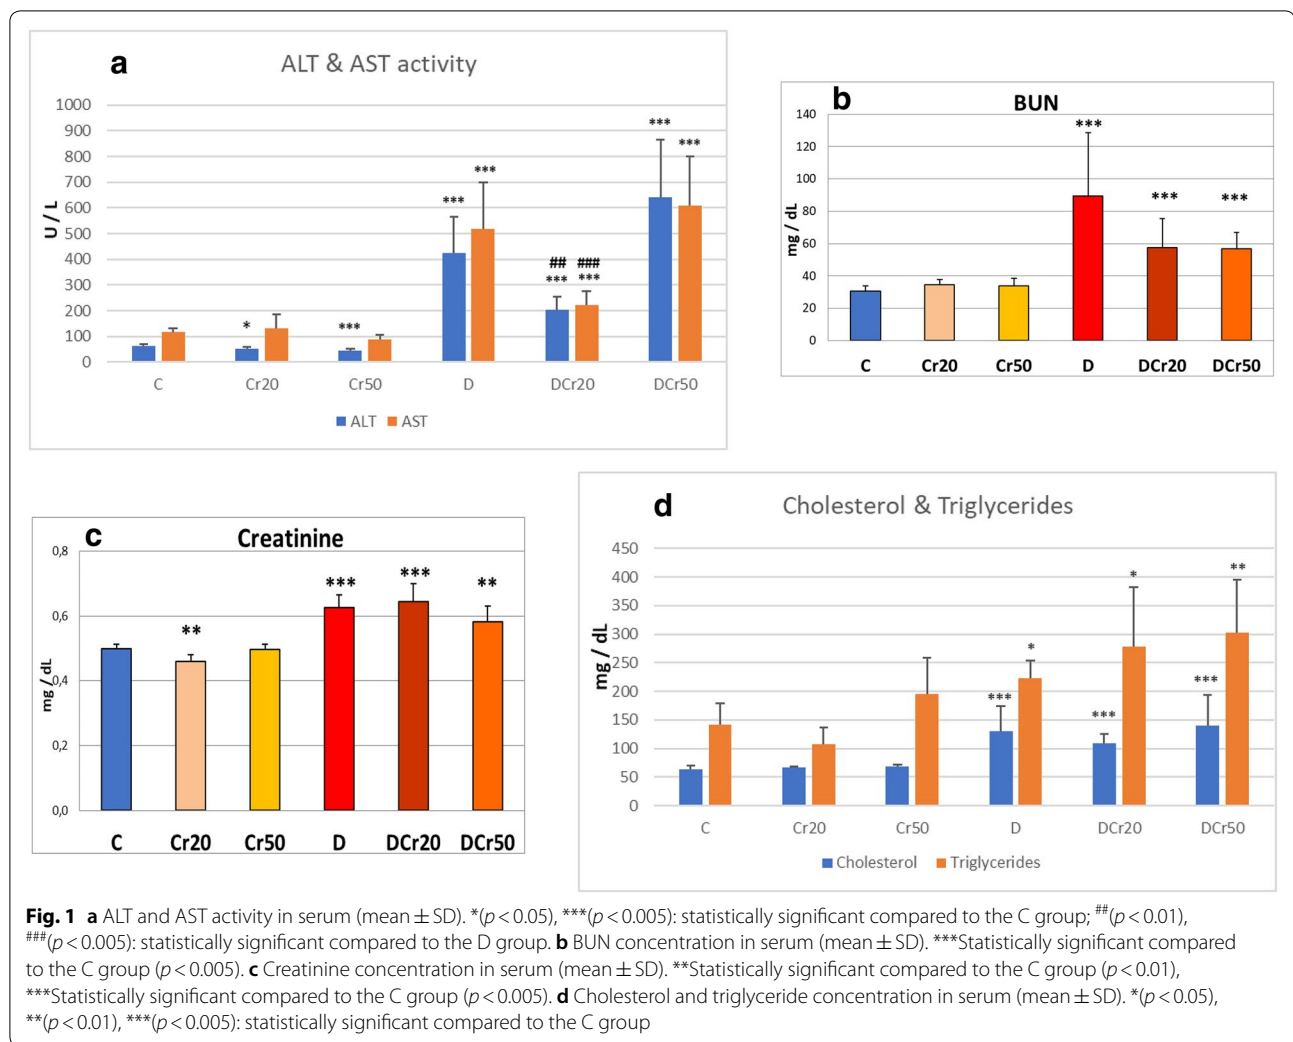 a
ALT & AST activity
1000
900
800
700
600
500
400
300
200
100
0
U / L
*
***
***
***
##
###
***
***
***
***
C Cr20 Cr50 D DCr20 DCr50
ALT AST
b
BUN
140
120
100
80
60
40
20
0
mg / dL
***
***
***
C Cr20 Cr50 D DCr20 DCr50
c
Creatinine
0,8
0,6
0,4
0,2
0,0
mg / dL
**
***
***
**
C Cr20 Cr50 D DCr20 DCr50
d
Cholesterol & Triglycerides
450
400
350
300
250
200
150
100
50
0
mg / dL
***
*
***
*
***
**
C Cr20 Cr50 D DCr20 DCr50
Cholesterol Triglycerides
Fig. 1 a ALT and AST activity in serum (mean ± SD). *(p < 0.05), ***(p < 0.005): statistically significant compared to the C group; ##(p < 0.01),
###(p < 0.005): statistically significant compared to the D group. b BUN concentration in serum (mean ± SD). ***Statistically significant compared
to the C group (p < 0.005). c Creatinine concentration in serum (mean ± SD). **Statistically significant compared to the C group (p < 0.01),
***Statistically significant compared to the C group (p < 0.005). d Cholesterol and triglyceride concentration in serum (mean ± SD). *(p < 0.05),
**(p < 0.01), ***(p < 0.005): statistically significant compared to the C group